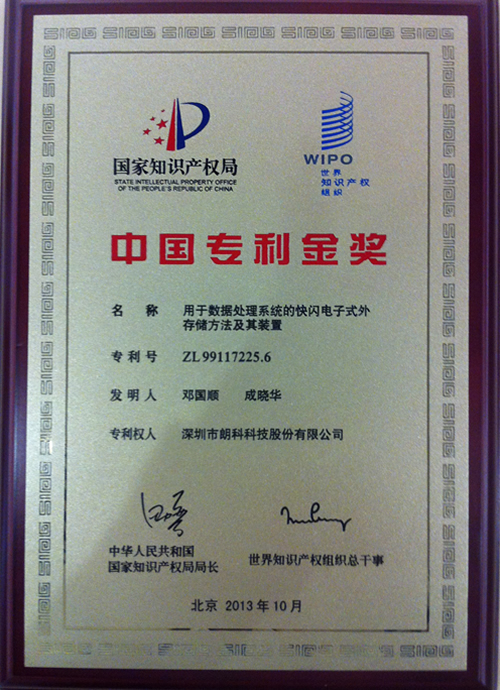 国家知识产权局
STATE INTELLECTUAL PROPERTY OFFICE
OF THE PEOPLE'S REPUBLIC OF CHINA
WIPO
世界
知识产权
组织
中国专利金奖
名 称 用于数据处理系统的快闪电子式外
存储方法及其装置
专利号 ZL 99117225.6
发明人 邓国顺 成晓华
专利权人 深圳市朗科科技股份有限公司
中华人民共和国
国家知识产权局局长
世界知识产权组织总干事
北京 2013年10月